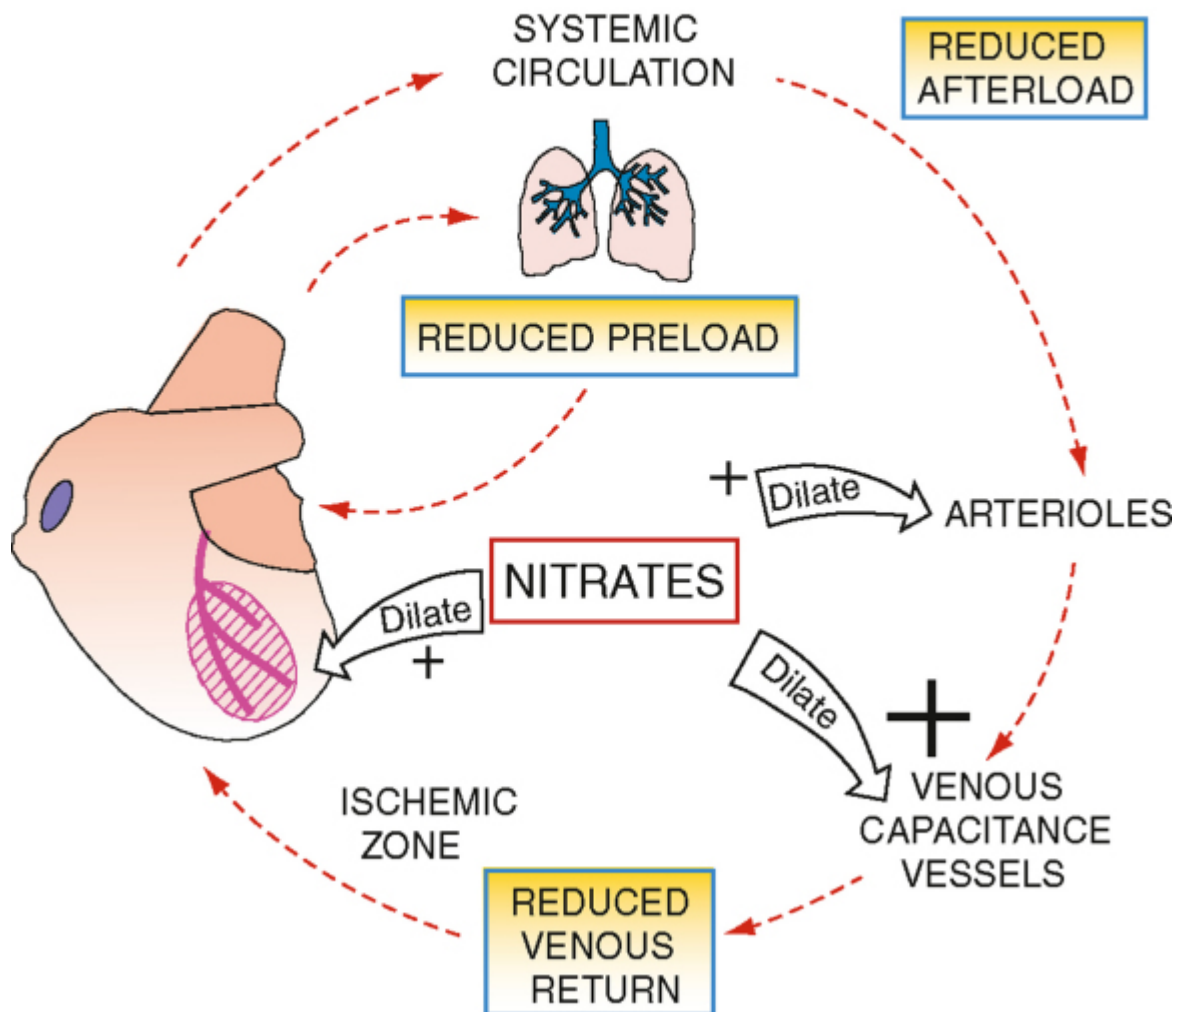 SYSTEMIC
CIRCULATION
REDUCED
AFTERLOAD
REDUCED PRELOAD
+
Dilate
ARTERIOLES
NITRATES
Dilate
+
Dilate
+
VENOUS
CAPACITANCE
VESSELS
ISCHEMIC
ZONE
REDUCED
VENOUS
RETURN